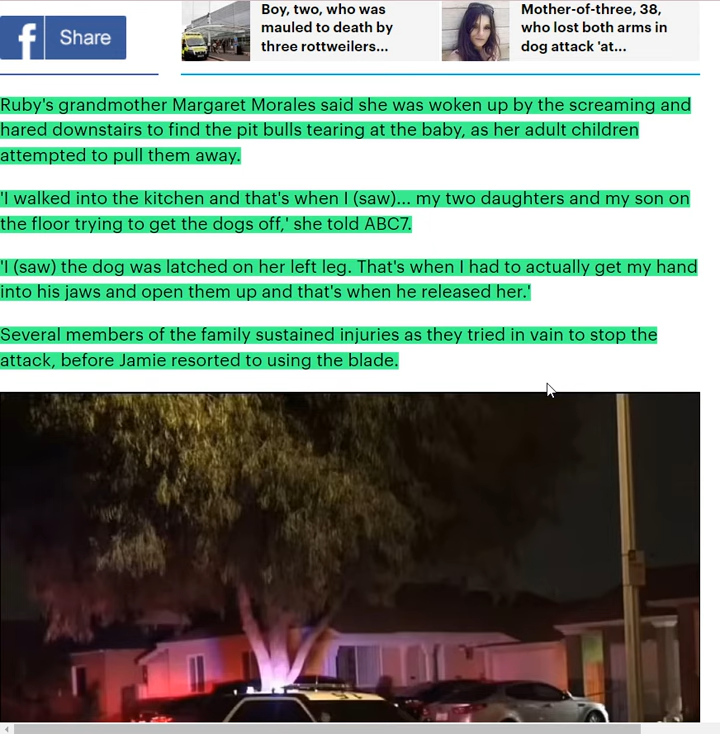 Share
Boy, two, who was
mauled to death by
three rottweilers...
Mother-of-three, 38,
who lost both arms in
dog attack 'at...
Ruby's grandmother Margaret Morales said she was woken up by the screaming and
hared downstairs to find the pit bulls tearing at the baby, as her adult children
attempted to pull them away.
'I walked into the kitchen and that's when I (saw)... my two daughters and my son on
the floor trying to get the dogs off,' she told ABC7.
'I (saw) the dog was latched on her left leg. That's when I had to actually get my hand
into his jaws and open them up and that's when he released her.'
Several members of the family sustained injuries as they tried in vain to stop the
attack, before Jamie resorted to using the blade.